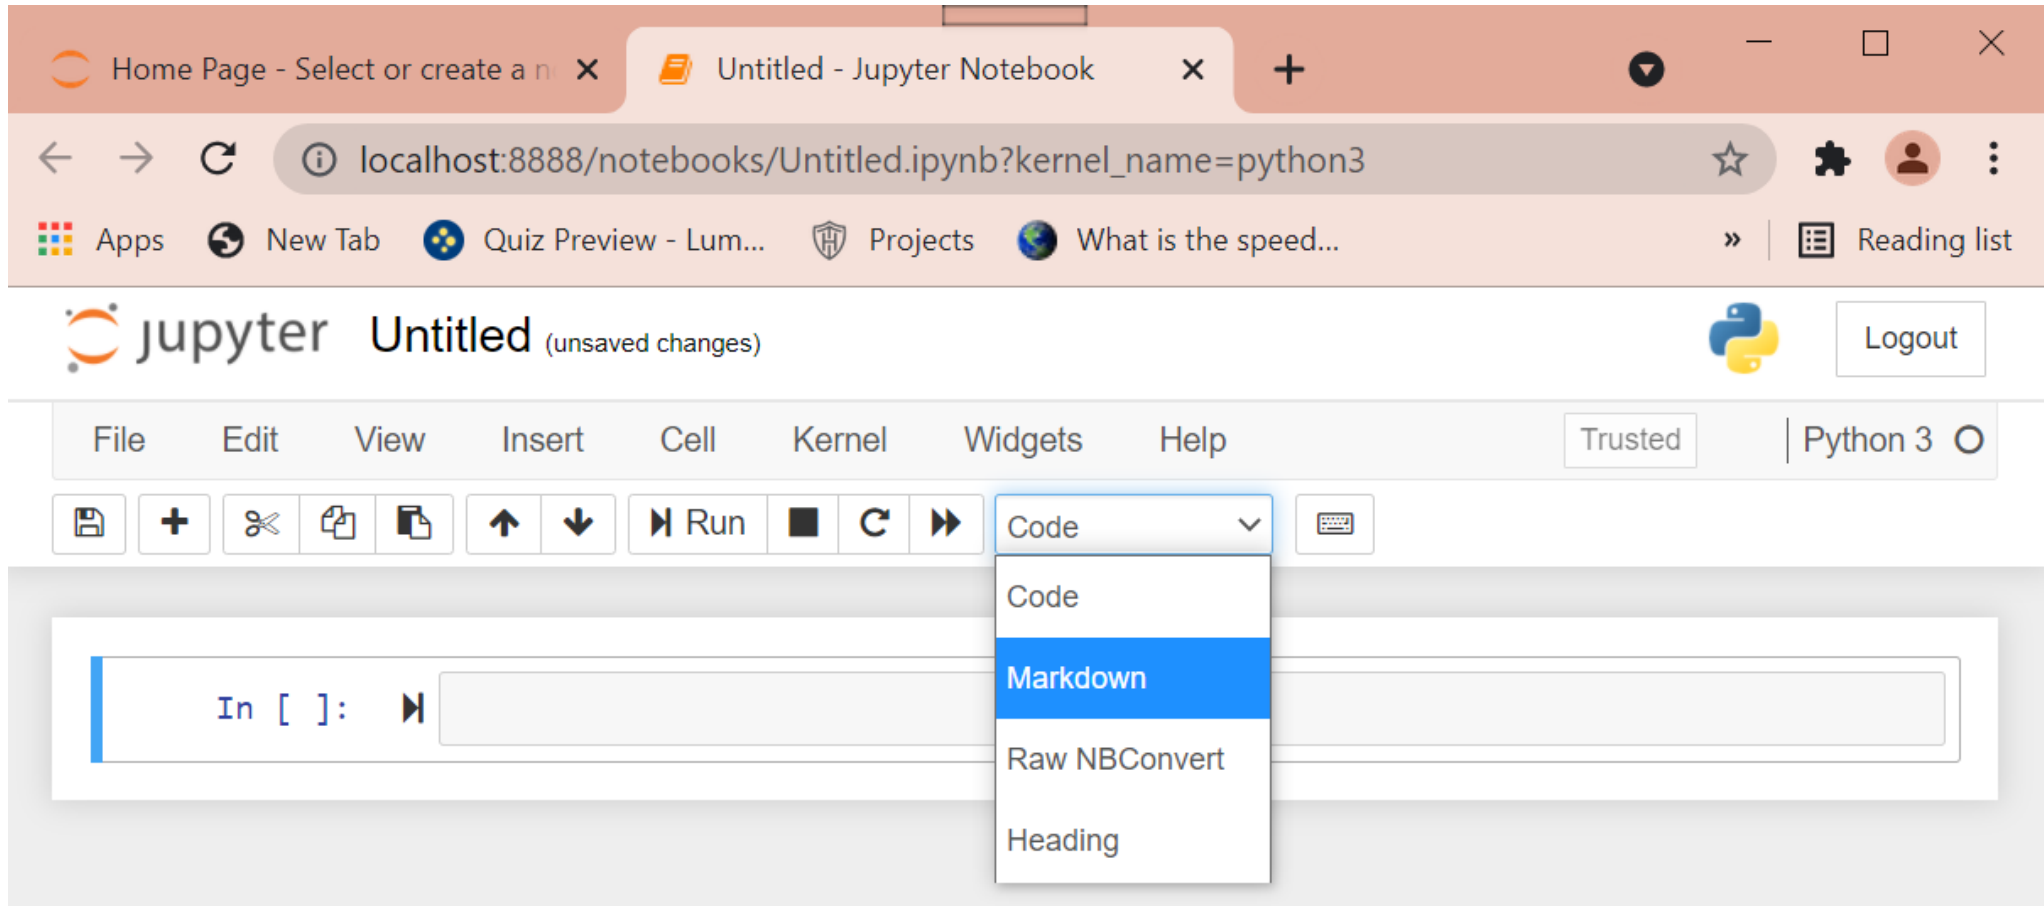 Home Page - Select or create a n
Untitled - Jupyter Notebook
localhost:8888/notebooks/Untitled.ipynb?kernel_name=python3
Apps New Tab Quiz Preview - Lum... Projects What is the speed... » Reading list
jupyter Untitled (unsaved changes) Logout
File Edit View Insert Cell Kernel Widgets Help Trusted Python 3
Run Code
Code
Markdown
In [ ]:
Raw NBConvert
Heading